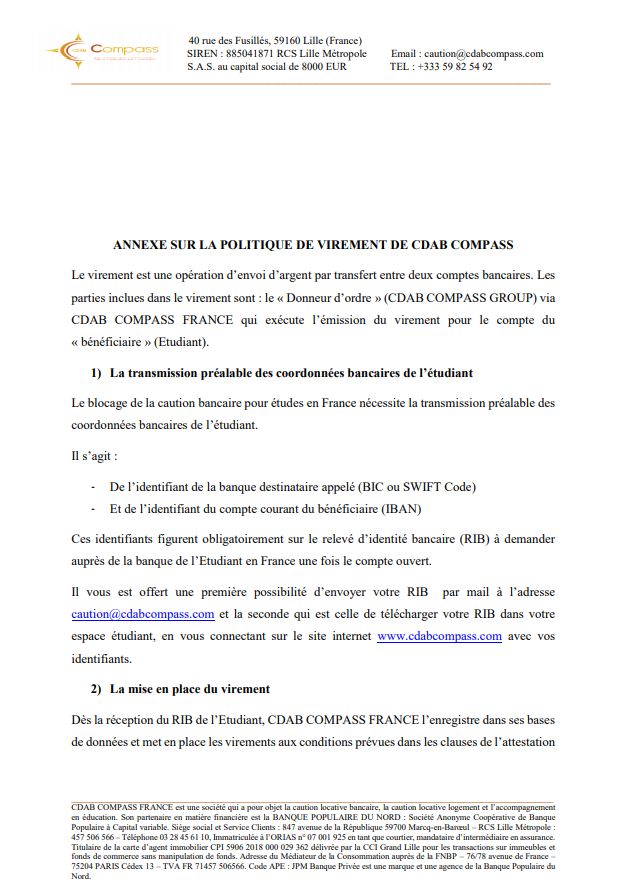 CDAB Compass
40 rue des Fusillés, 59160 Lille (France)
SIREN : 885041871 RCS Lille Métropole Email : caution@cdabcompass.com
S.A.S. au capital social de 8000 EUR TEL : +333 59 82 54 92
ANNEXE SUR LA POLITIQUE DE VIREMENT DE CDAB COMPASS
Le virement est une opération d’envoi d’argent par transfert entre deux comptes bancaires. Les
parties inclues dans le virement sont : le « Donneur d’ordre » (CDAB COMPASS GROUP) via
CDAB COMPASS FRANCE qui exécute l’émission du virement pour le compte du
« bénéficiaire » (Etudiant).
1) La transmission préalable des coordonnées bancaires de l’étudiant
Le blocage de la caution bancaire pour études en France nécessite la transmission préalable des
coordonnées bancaires de l’étudiant.
Il s’agit :
- De l’identifiant de la banque destinataire appelé (BIC ou SWIFT Code)
- Et de l’identifiant du compte courant du bénéficiaire (IBAN)
Ces identifiants figurent obligatoirement sur le relevé d’identité bancaire (RIB) à demander
auprès de la banque de l’Etudiant en France une fois le compte ouvert.
Il vous est offert une première possibilité d’envoyer votre RIB par mail à l’adresse
caution@cdabcompass.com et la seconde qui est celle de télécharger votre RIB dans votre
espace étudiant, en vous connectant sur le site internet www.cdabcompass.com avec vos
identifiants.
2) La mise en place du virement
Dès la réception du RIB de l’Etudiant, CDAB COMPASS FRANCE l’enregistre dans ses bases
de données et met en place les virements aux conditions prévues dans les clauses de l’attestation
CDAB COMPASS FRANCE est une société qui a pour objet la caution locative bancaire, la caution locative logement et l’accompagnement
en éducation. Son partenaire en matière financière est la BANQUE POPULAIRE DU NORD : Société Anonyme Coopérative de Banque
Populaire à Capital variable. Siège social et Service Clients : 847 avenue de la République 59700 Marcq-en-Barœul – RCS Lille Métropole :
457 506 566 – Téléphone 03 28 45 61 10, Immatriculée à l’ORIAS n° 07 001 925 en tant que courtier, mandataire d’intermédiaire en assurance.
Titulaire de la carte d’agent immobilier CPI 5906 2018 000 029 362 délivrée par la CCI Grand Lille pour les transactions sur immeubles et
fonds de commerce sans manipulation de fonds. Adresse du Médiateur de la Consommation auprès de la FNBP – 76/78 avenue de France –
75204 PARIS Cédex 13 – TVA FR 71457 506566. Code APE : JPM Banque Privée est une marque et une agence de la Banque Populaire du
Nord.